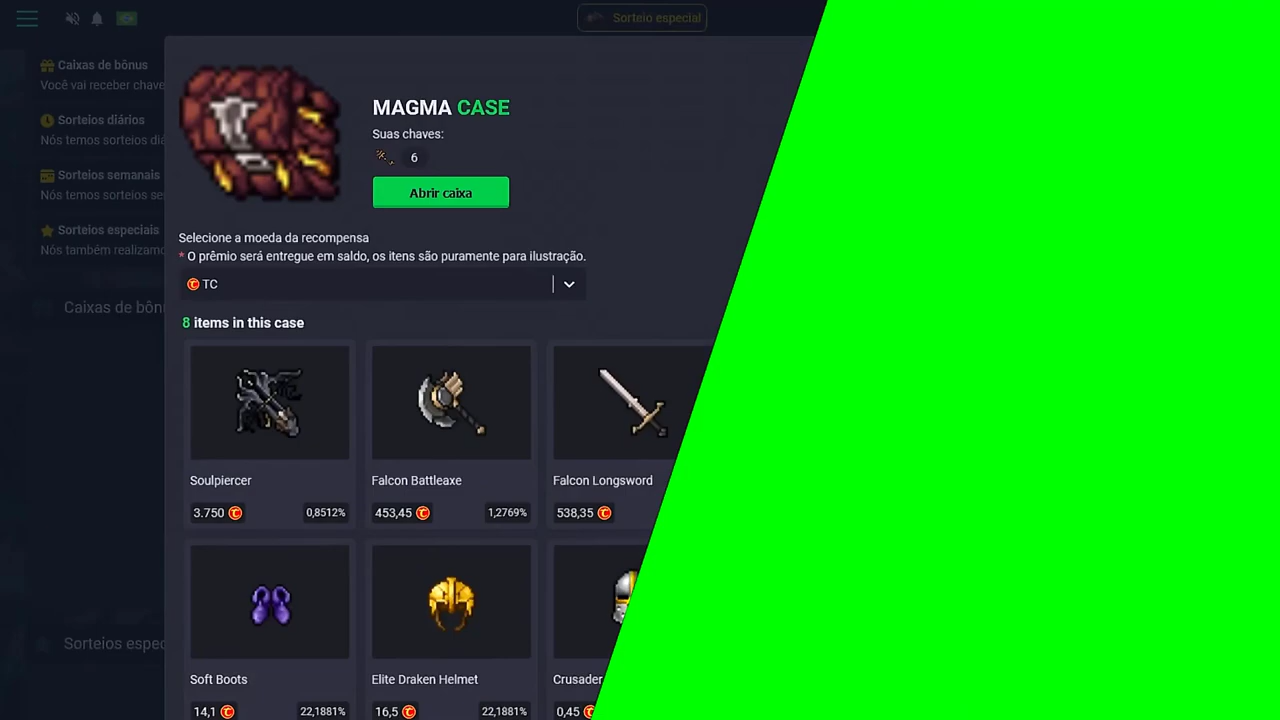 Sorteio especial
Caixas de bônus
Você vai receber chave
Sorteios diários
Nós temos sorteios diá
Sorteios semanais
Nós temos sorteios se
Sorteios especiais
Nós também realizamo
Caixas de bôn
Sorteios espec
MAGMA CASE
Suas chaves:
6
Abrir caixa
Selecione a moeda da recompensa
* O prêmio será entregue em saldo, os itens são puramente para ilustração.
TC
8 items in this case
Soulpiercer
3.750
0,8512%
Falcon Battleaxe
453,45
1,2769%
Falcon Longsword
538,35
Soft Boots
14,1
22,1881%
Elite Draken Helmet
16,5
22,1881%
Crusader
0,45